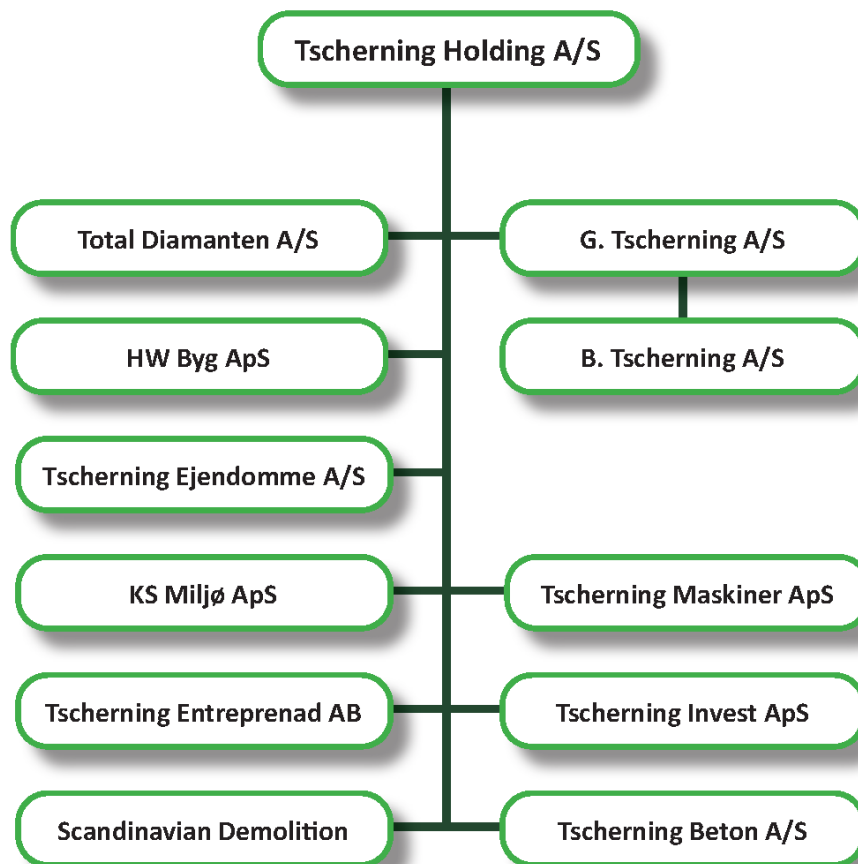 Tscherning Holding A/S
Total Diamanten A/S
G. Tscherning A/S
HW Byg ApS
B. Tscherning A/S
Tscherning Ejendomme A/S
KS Miljø ApS
Tscherning Maskiner ApS
Tscherning Entreprenad AB
Tscherning Invest ApS
Scandinavian Demolition
Tscherning Beton A/S